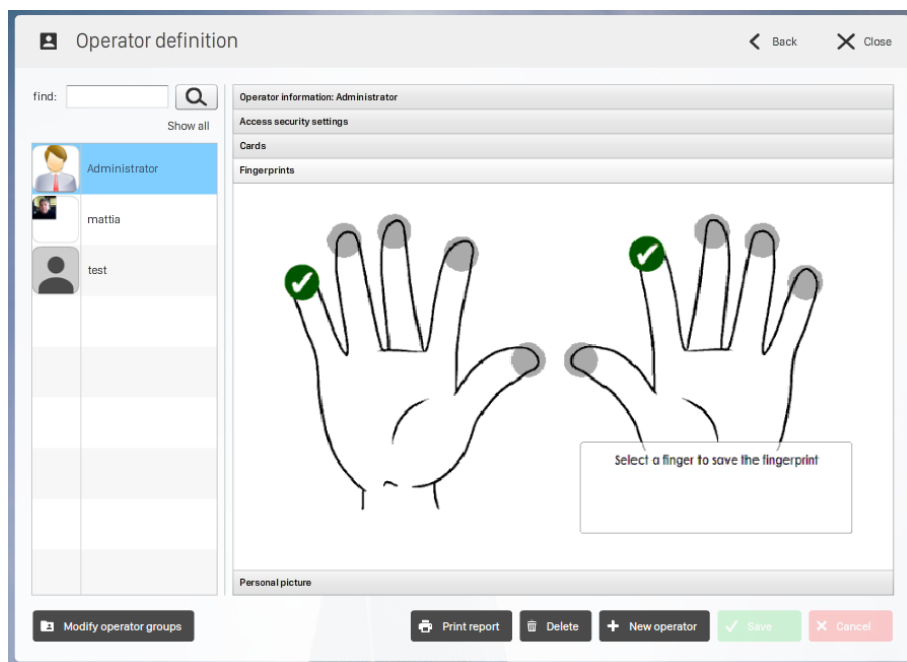 Operator definition
Back
Close
find:
Show all
Administrator
mattia
test
Operator information: Administrator
Access security settings
Cards
Fingerprints
Select a finger to save the fingerprint
Personal picture
Modify operator groups
Print report
Delete
New operator
Save
Cancel